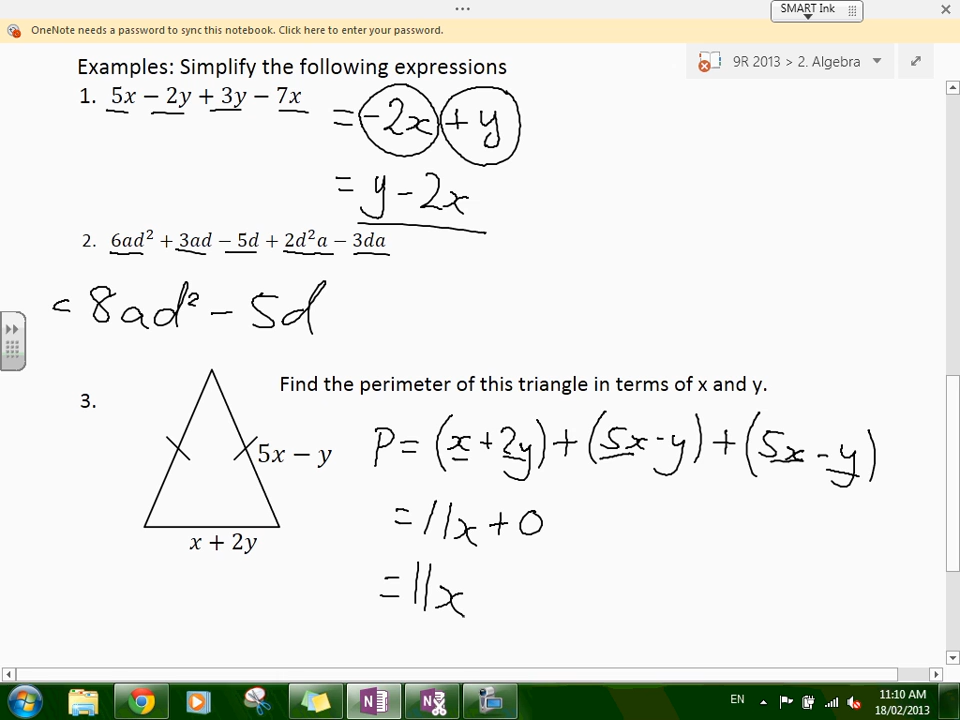 SMART Ink
OneNote needs a password to sync this notebook. Click here to enter your password.
9R 2013 > 2. Algebra
Examples: Simplify the following expressions
1. 5x − 2y + 3y − 7x
= -2x + y
= y - 2x
2. 6ad² + 3ad − 5d + 2d²a − 3da
= 8ad² - 5d
3.
Find the perimeter of this triangle in terms of x and y.
5x − y
x + 2y
P = (x + 2y) + (5x - y) + (5x - y)
= 11x + 0
= 11x
EN
11:10 AM
18/02/2013